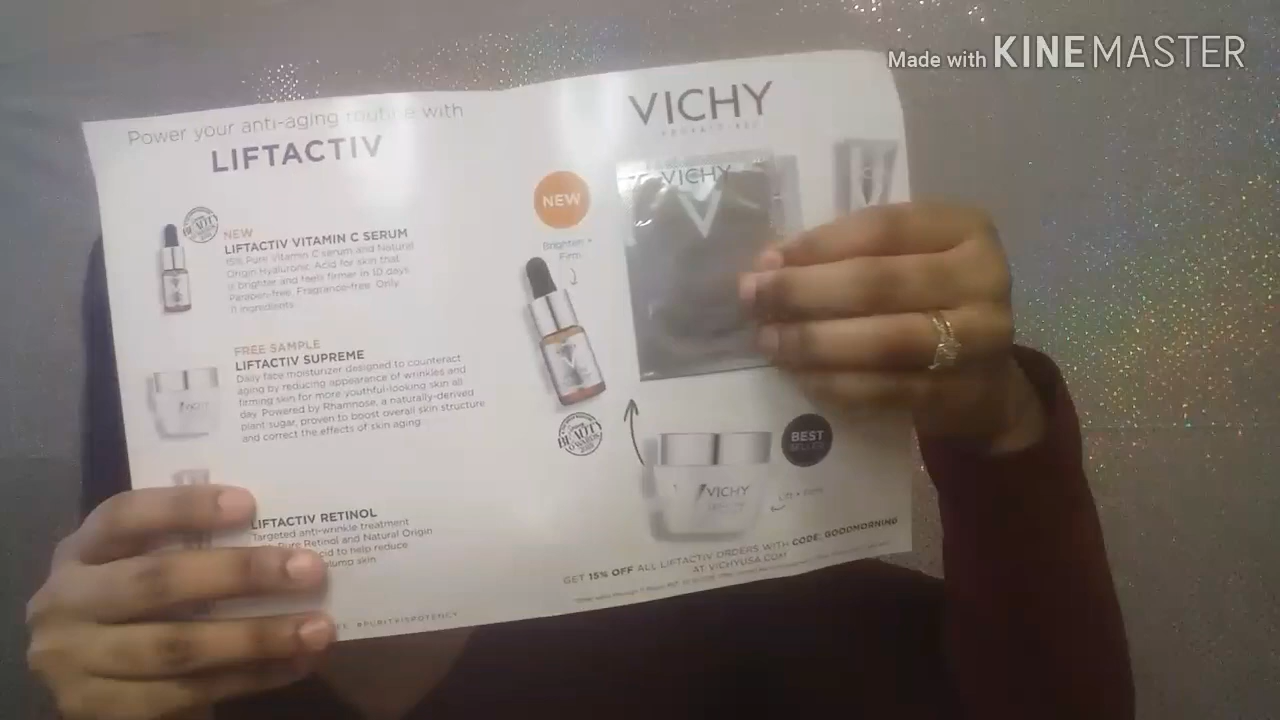 Made with KINEMASTER
Power your anti-aging routine with
LIFTACTIV
NEW
LIFTACTIV VITAMIN C SERUM
15% Pure Vitamin C serum and Natural
Origin Hyaluronic Acid for skin that
is brighter and feels firmer in 10 days.
Paraben-free. Fragrance-free. Only
11 ingredients.
FREE SAMPLE
LIFTACTIV SUPREME
Daily face moisturizer designed to counteract
aging by reducing appearance of wrinkles and
firming skin for more youthful-looking skin all
day. Powered by Rhamnose, a naturally-derived
plant sugar, proven to boost overall skin structure
and correct the effects of skin aging
LIFTACTIV RETINOL
Targeted anti-wrinkle treatment
Pure Retinol and Natural Origin
to help reduce
skin
#PURITYISPOTENCY
VICHY
VICHY
NEW
Brighten +
Firm
BEAUTY
BEST
SELLER
VICHY
Lift + Firm
GET 15% OFF ALL LIFTACTIV ORDERS WITH CODE: GOODMORNING
AT VICHYUSA.COM